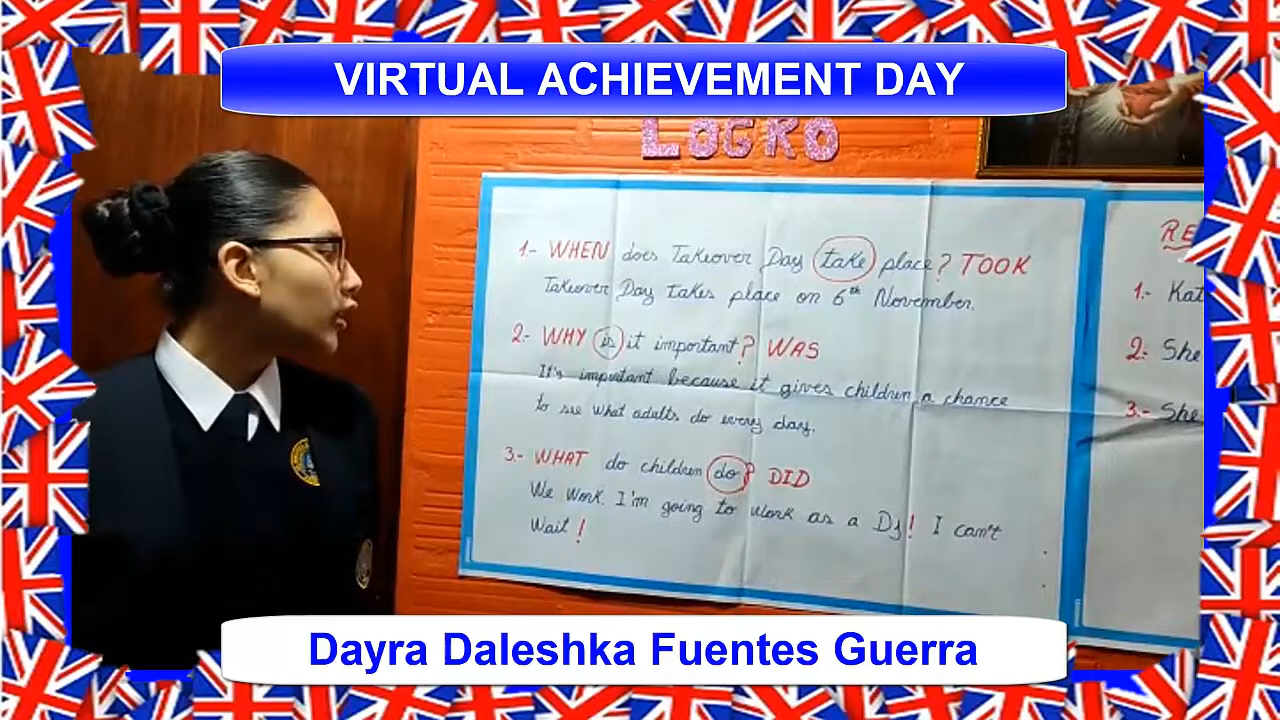 VIRTUAL ACHIEVEMENT DAY
LOGRO
1.- WHEN does Takeover Day take place? TOOK
Takeover Day takes place on 6th November.
2.- WHY is it important? WAS
It's important because it gives children a chance
to see what adults do every day.
3.- WHAT do children do? DID
We work. I'm going to work as a Dj! I can't
wait!
RE
1.- Kat
2.- She
3.- She
Dayra Daleshka Fuentes Guerra